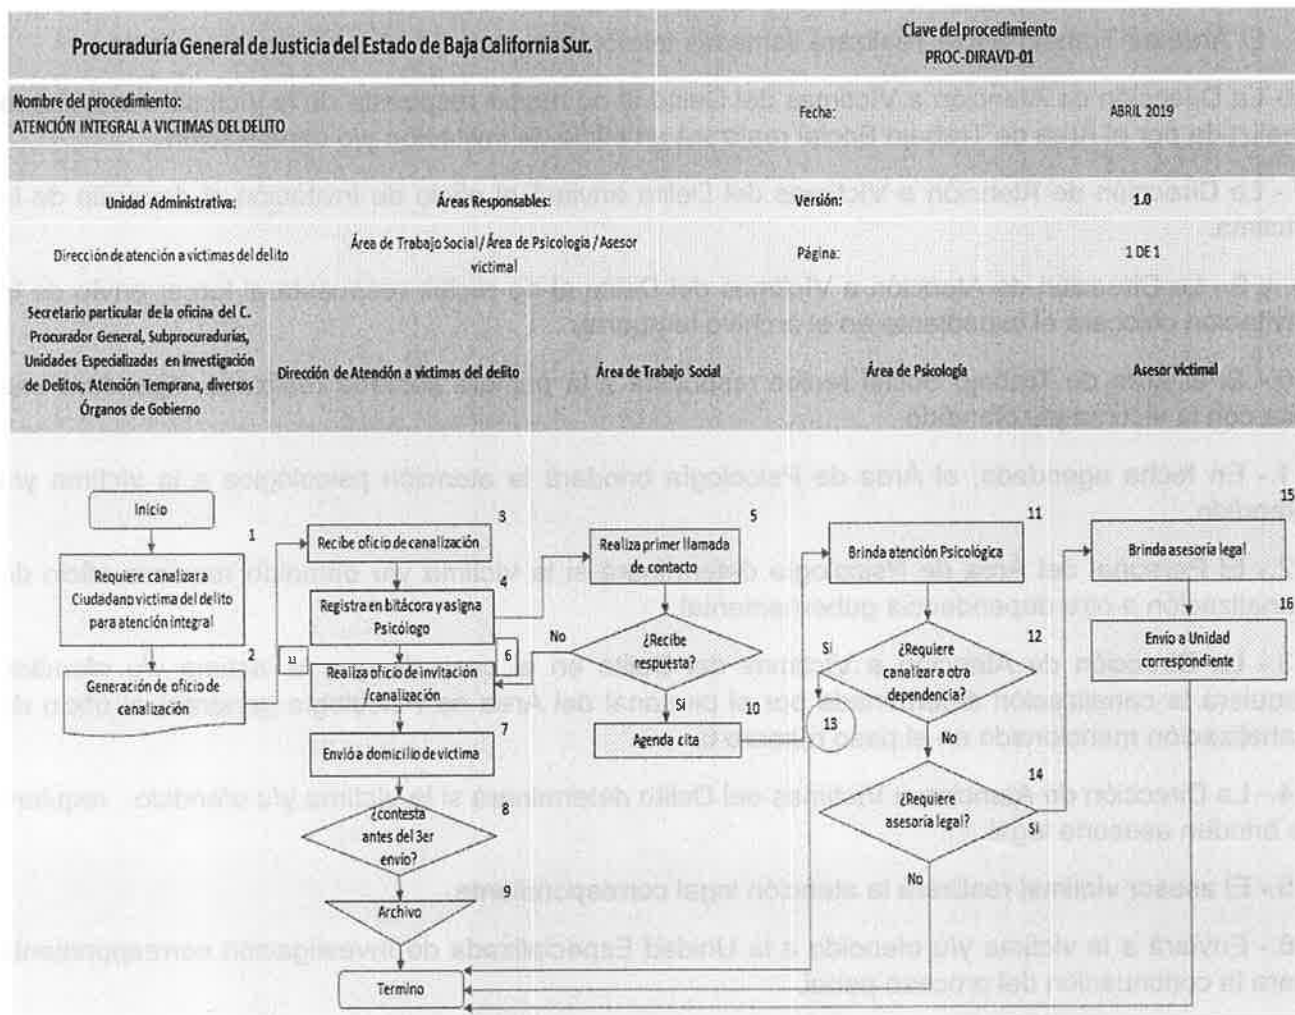 Procuraduría General de Justicia del Estado de Baja California Sur.
Clave del procedimiento
PROC-DIRAVD-01
Nombre del procedimiento:
ATENCIÓN INTEGRAL A VICTIMAS DEL DELITO
Fecha:
ABRIL 2019
Unidad Administrativa:
Áreas Responsables:
Versión:
1.0
Dirección de atención a victimas del delito
Área de Trabajo Social / Área de Psicología / Asesor
victimal
Página:
1 DE 1
Secretario particular de la oficina del C.
Procurador General, Subprocuradurías,
Unidades Especializadas en Investigación
de Delitos, Atención Temprana, diversos
Órganos de Gobierno
Dirección de Atención a victimas del delito
Área de Trabajo Social
Área de Psicología
Asesor victimal
Inicio
1
Requiere canalizar a
Ciudadano victima del delito
para atención integral
2
Generación de oficio de
canalización
3
Recibe oficio de canalización
Registra en bitácora y asigna
Psicólogo
6
Realiza oficio de invitación
/canalización
7
Envió a domicilio de victima
8
¿contesta
antes del 3er
envío?
9
Archivo
Termino
5
Realiza primer llamada
de contacto
No
¿Recibe
respuesta?
Si
10
Agenda cita
11
Brinda atención Psicológica
12
Si
¿Requiere
canalizar a otra
dependencia?
13
No
14
¿Requiere
asesoría legal?
Si
No
15
Brinda asesoría legal
16
Envío a Unidad
correspondiente